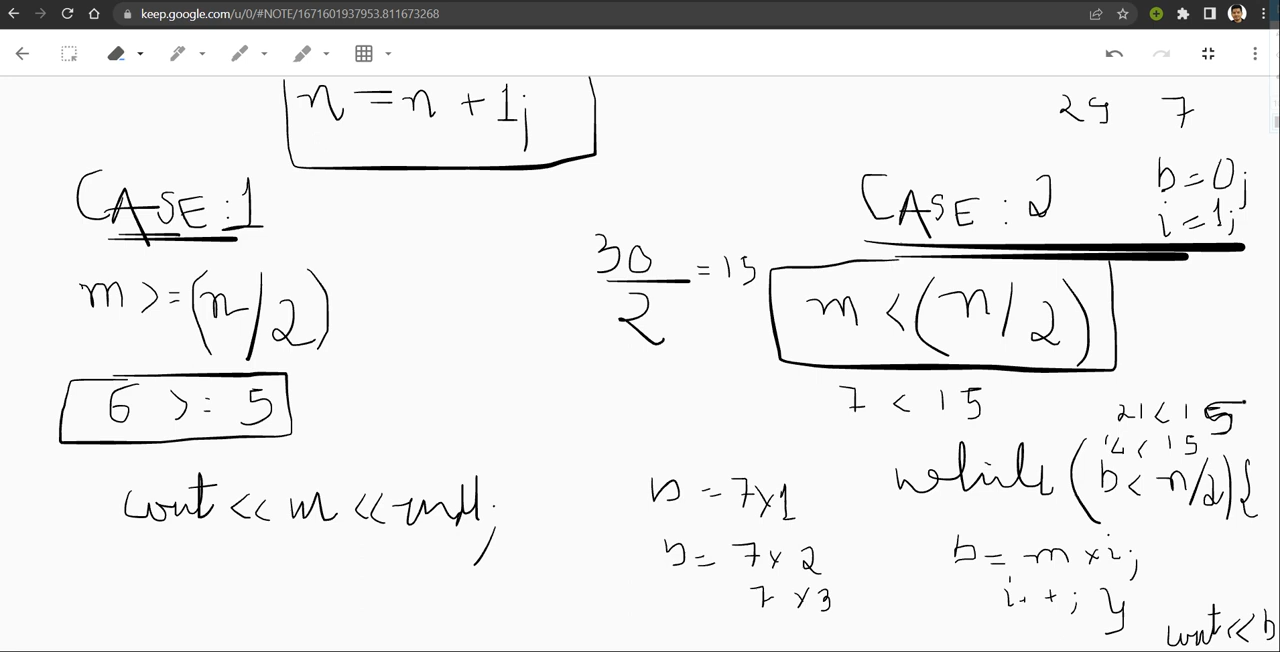 keep.google.com/u/0/#NOTE/1671601937953.811673268
n = n + 1;
29 7
b = 0;
i = 1;
CASE : 1
CASE : 2
m >= (n/2)
30/2 = 15
m < (n/2)
6 >= 5
7 < 15
21 < 15
14 < 15
while (b < n/2) {
cout << m << endl;
b = 7x1
b = 7x2
7x3
b = m x i;
i++; }
cout << b